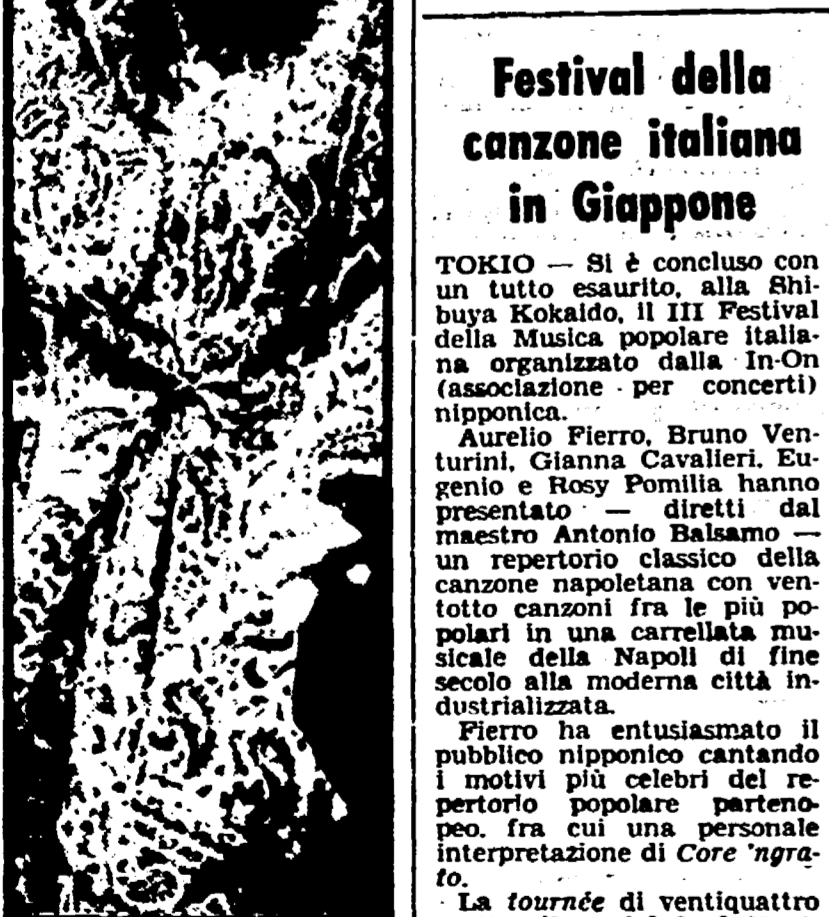 Festival della
canzone italiana
in Giappone
TOKIO — Si è concluso con
un tutto esaurito, alla Shi-
buya Kokaido, il III Festival
della Musica popolare italia-
na organizzato dalla In-On
(associazione per concerti)
nipponica.
Aurelio Fierro, Bruno Ven-
turini, Gianna Cavalieri, Eu-
genio e Rosy Pomilia hanno
presentato — diretti dal
maestro Antonio Balsamo —
un repertorio classico della
canzone napoletana con ven-
totto canzoni fra le più po-
polari in una carrellata mu-
sicale della Napoli di fine
secolo alla moderna città in-
dustrializzata.
Fierro ha entusiasmato il
pubblico nipponico cantando
i motivi più celebri del re-
pertorio popolare parteno-
peo, fra cui una personale
interpretazione di Core 'ngra-
to.
La tournée di ventiquattro